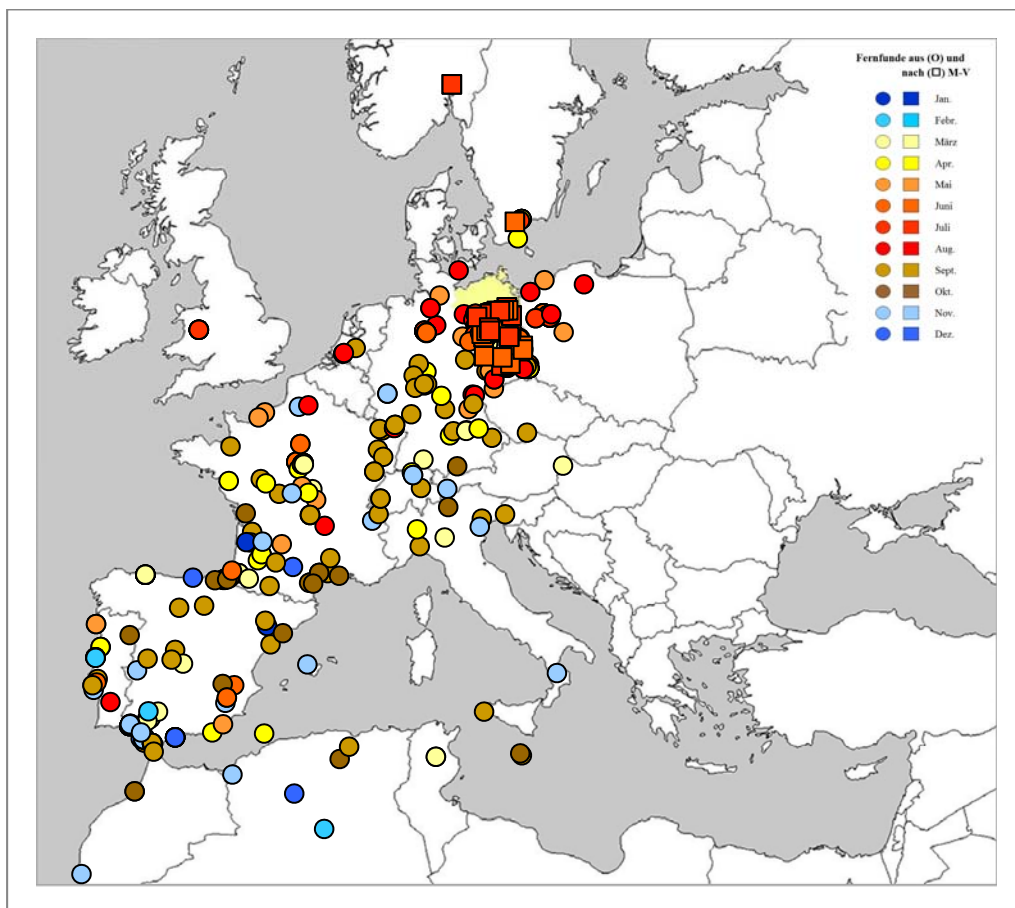 Fernfunde aus (O) und
nach (□) M-V
Jan.
Febr.
März
Apr.
Mai
Juni
Juli
Aug.
Sept.
Okt.
Nov.
Dez.